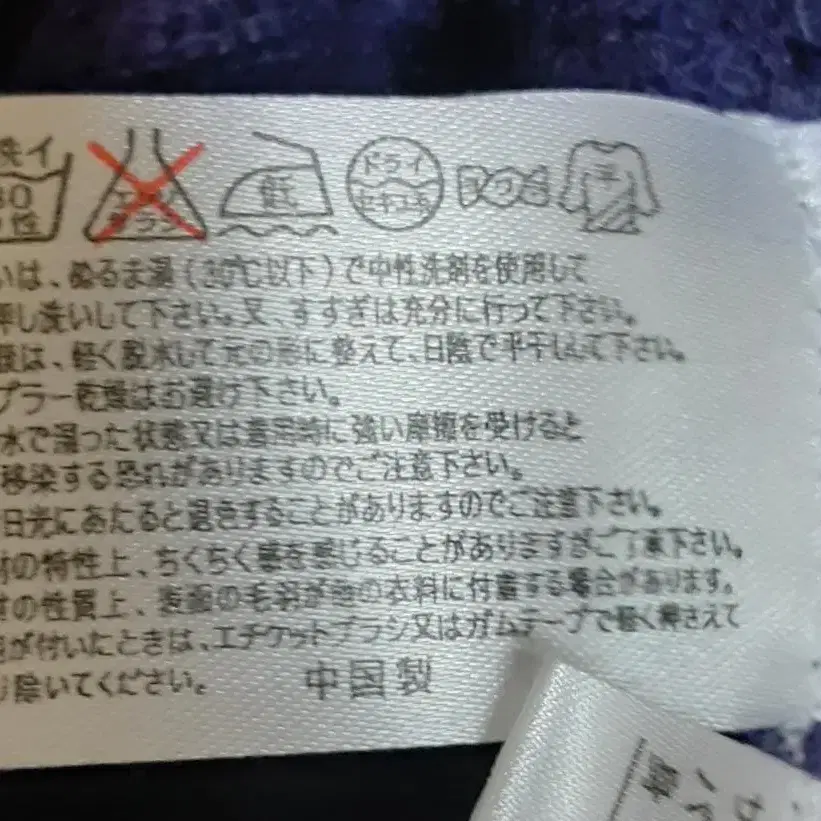 洗イ
30
性
エンソ
サラシ
低
ドライ
セキユ系
ヨワク
平
いは、ぬるま湯(30℃以下)で中性洗剤を使用して
押し洗いして下さい。又、すすぎは充分に行って下さい。
後は、軽く脱水して元の形に整えて、日陰で平干しして下さい。
ブラー乾燥はお避け下さい。
水で湿った状態又は着用時に強い摩擦を受けると
移染する恐れがありますのでご注意下さい。
日光にあたると退色することがありますのでご注意下さい。
材の特性上、ちくちく感を感じることがありますがご了承下さい。
材の性質上、表面の毛羽が他の衣料に付着する場合があります。
羽が付いたときは、エチケットブラシ又はガムテープで軽く押さえて
り除いてください。
中国製